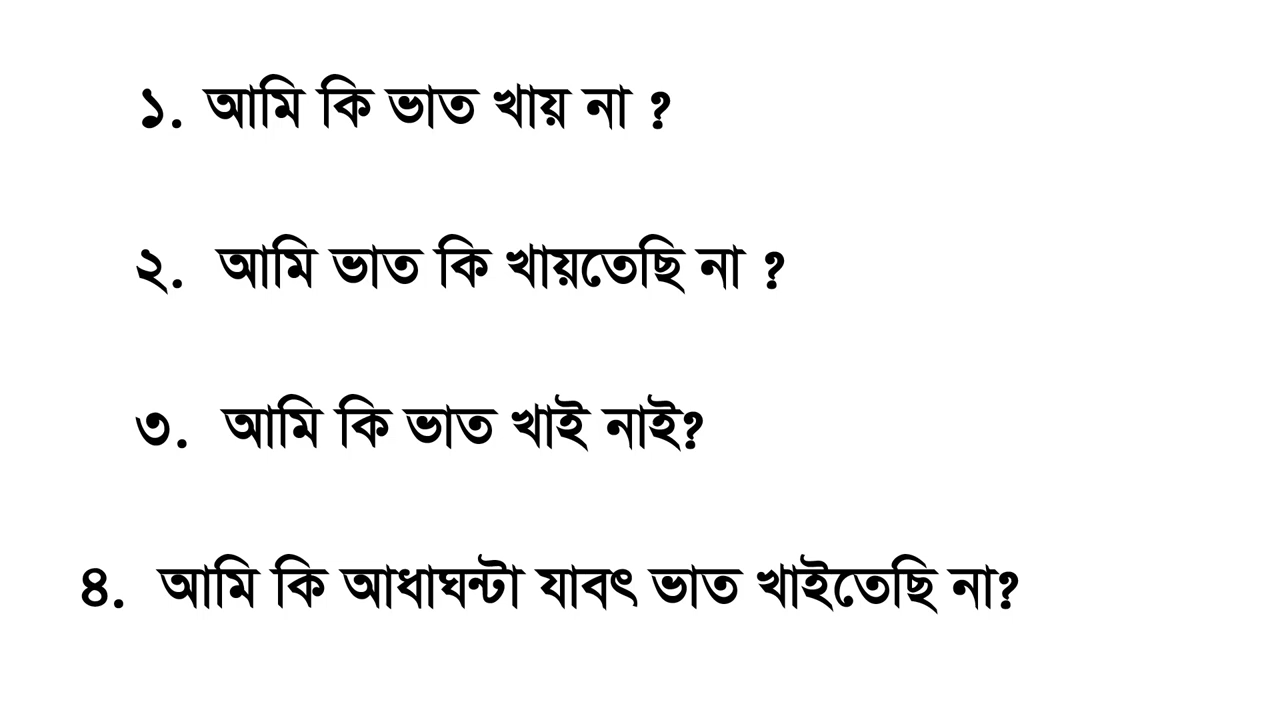 ১. আমি কি ভাত খায় না ?
২. আমি ভাত কি খায়তেছি না ?
৩. আমি কি ভাত খাই নাই?
৪. আমি কি আধাঘন্টা যাবৎ ভাত খাইতেছি না?